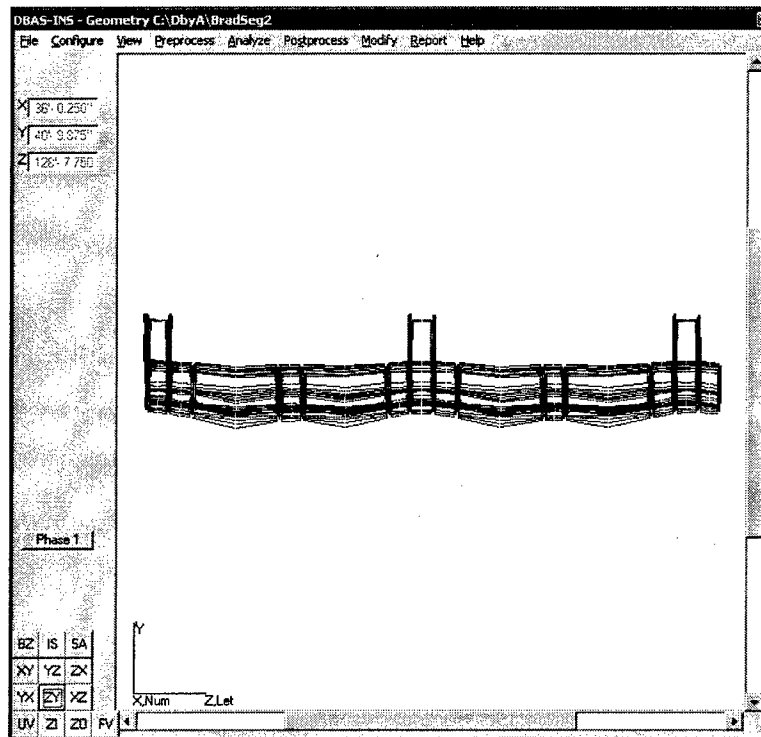 DBAS-INS - Geometry C:\DbyA\BradSeg2
File Configure View Preprocess Analyze Postprocess Modify Report Help
X 36'- 0.250"
Y 40'- 9.875"
Z 128'- 7.750
Phase 1
Y
X,Num Z,Let
BZ IS SA
XY YZ ZX
YX ZY XZ
UV ZI ZO FV